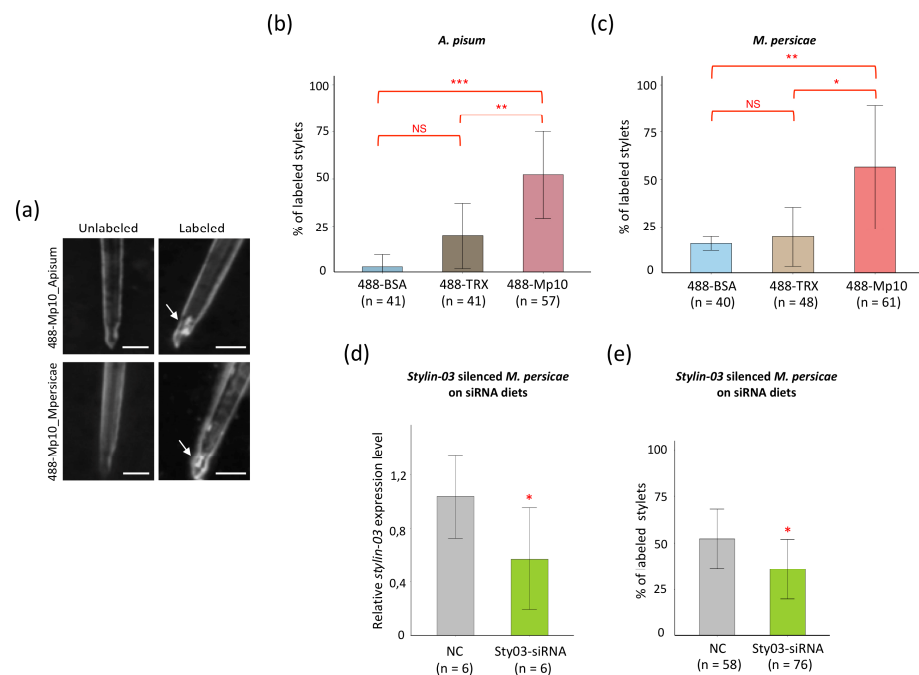 (a)
Unlabeled Labeled
488-Mp10_Apisum
488-Mp10_Mpersicae
(b)
A. pisum
% of labeled stylets
100
75
50
25
0
***
**
NS
488-BSA 488-TRX 488-Mp10
(n = 41) (n = 41) (n = 57)
(c)
M. persicae
% of labeled stylets
100
75
50
25
0
**
*
NS
488-BSA 488-TRX 488-Mp10
(n = 40) (n = 48) (n = 61)
(d)
Stylin-03 silenced M. persicae
on siRNA diets
Relative stylin-03 expression level
1,2
0,8
0,4
0
*
NC Sty03-siRNA
(n = 6) (n = 6)
(e)
Stylin-03 silenced M. persicae
on siRNA diets
% of labeled stylets
100
75
50
25
0
*
NC Sty03-siRNA
(n = 58) (n = 76)